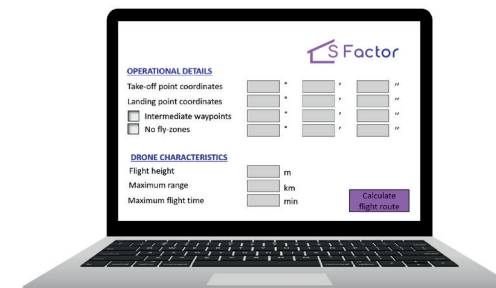 S Factor
OPERATIONAL DETAILS
Take-off point coordinates ° ′ ″
Landing point coordinates ° ′ ″
Intermediate waypoints ° ′ ″
No fly-zones ° ′ ″
DRONE CHARACTERISTICS
Flight height m
Maximum range km
Maximum flight time min
Calculate
flight route